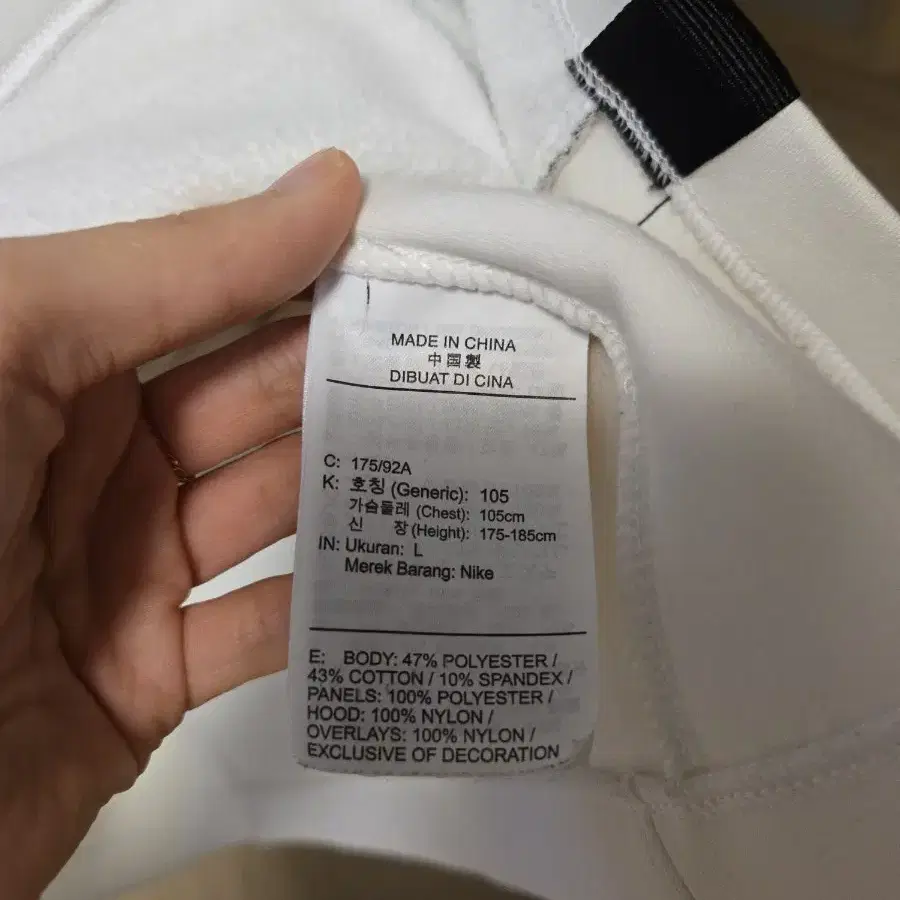 MADE IN CHINA
中国製
DIBUAT DI CINA
C: 175/92A
K: 호칭 (Generic): 105
가슴둘레 (Chest): 105cm
신 장 (Height): 175-185cm
IN: Ukuran: L
Merek Barang: Nike
E: BODY: 47% POLYESTER /
43% COTTON / 10% SPANDEX /
PANELS: 100% POLYESTER /
HOOD: 100% NYLON /
OVERLAYS: 100% NYLON /
EXCLUSIVE OF DECORATION